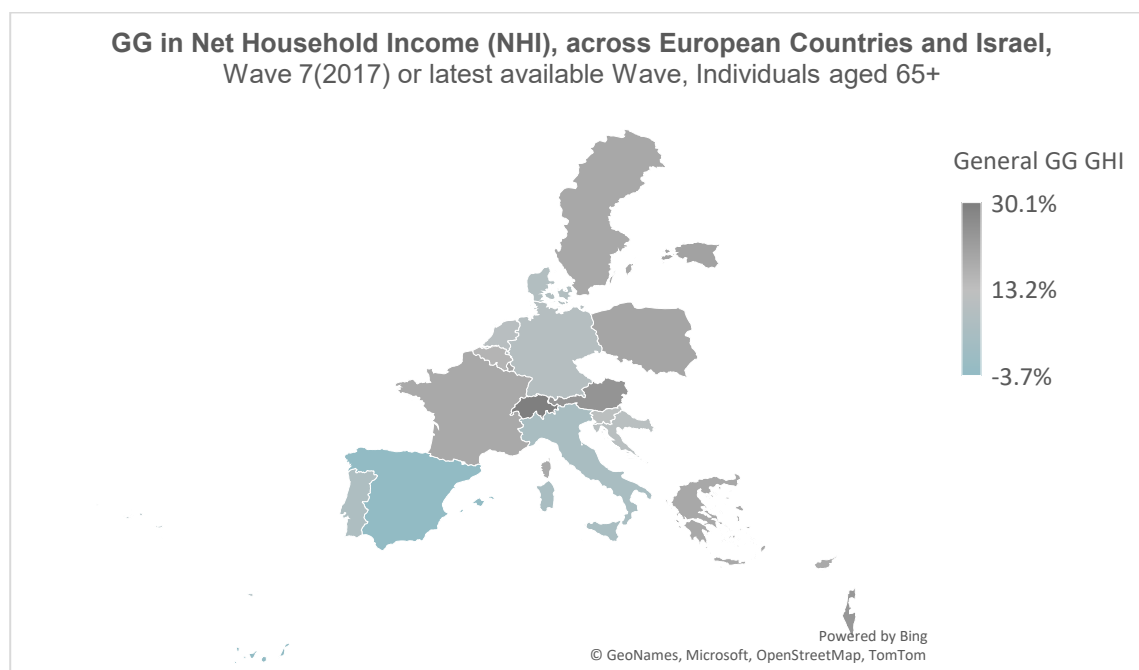 GG in Net Household Income (NHI), across European Countries and Israel,
Wave 7(2017) or latest available Wave, Individuals aged 65+
General GG GHI
30.1%
13.2%
-3.7%
Powered by Bing
© GeoNames, Microsoft, OpenStreetMap, TomTom